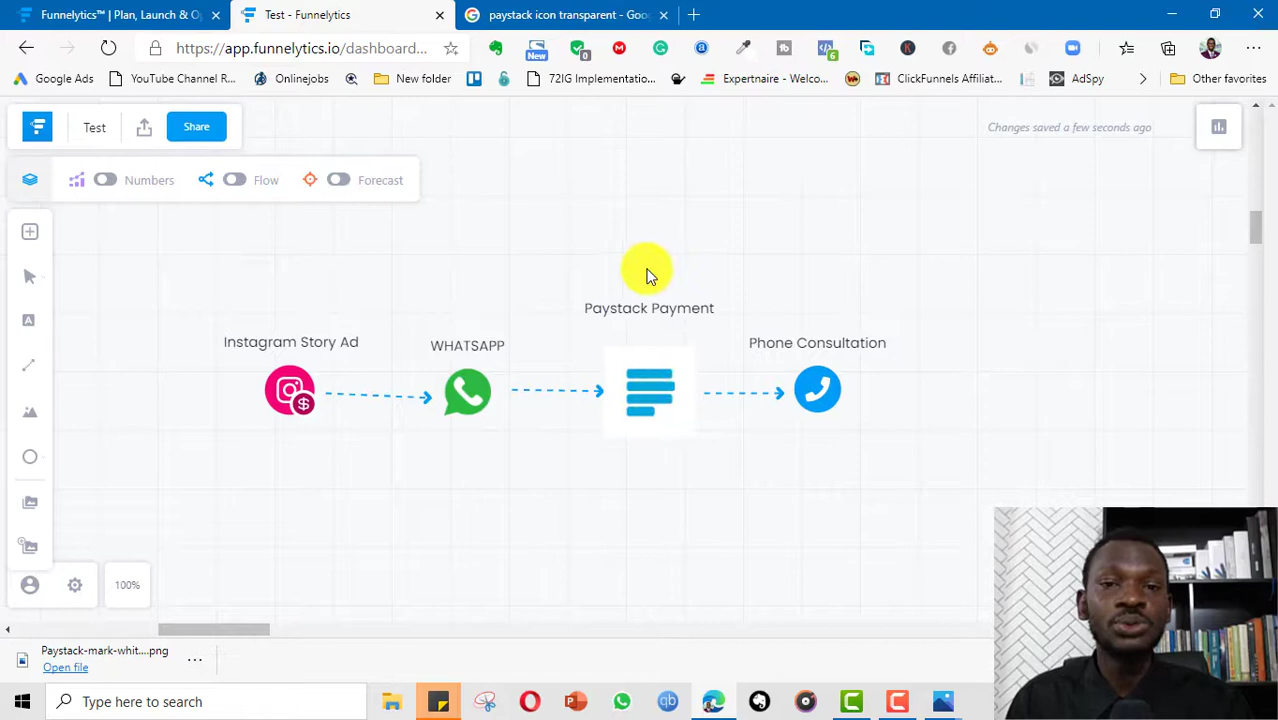 Funnelytics™ | Plan, Launch & O
Test - Funnelytics
paystack icon transparent - Goo
https://app.funnelytics.io/dashboard...
New
0
6
Google Ads
YouTube Channel R...
Onlinejobs
New folder
72IG Implementatio...
Expertnaire - Welco...
ClickFunnels Affiliat...
AdSpy
Other favorites
Test
Share
Changes saved a few seconds ago
Numbers
Flow
Forecast
Paystack Payment
Instagram Story Ad
WHATSAPP
Phone Consultation
100%
Paystack-mark-whit....png
Open file
Type here to search